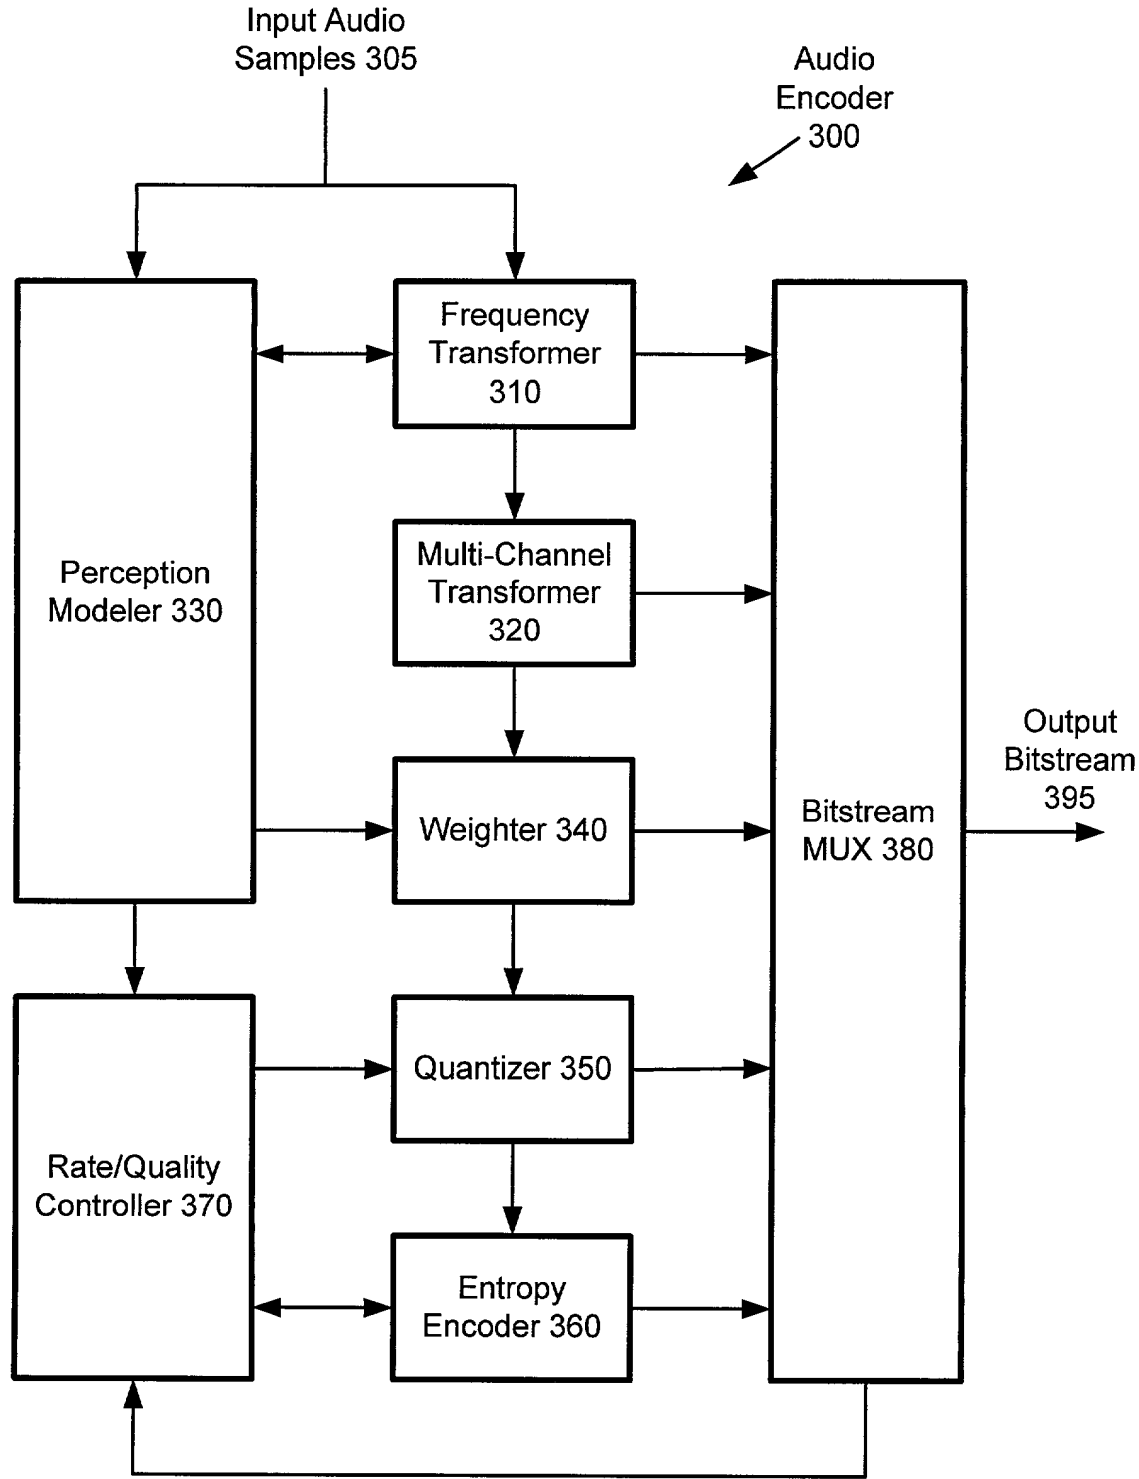 Input Audio
Samples 305
Audio
Encoder
300
Frequency
Transformer
310
Multi-Channel
Transformer
320
Perception
Modeler 330
Weighter 340
Bitstream
MUX 380
Output
Bitstream
395
Quantizer 350
Rate/Quality
Controller 370
Entropy
Encoder 360